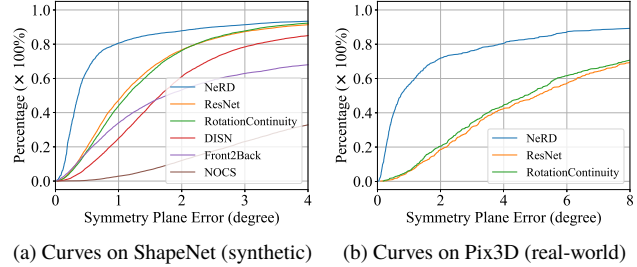 Percentage (× 100%)
1.0
0.8
0.6
0.4
0.2
0.0
NeRD
ResNet
RotationContinuity
DISN
Front2Back
NOCS
0 1 2 3 4
Symmetry Plane Error (degree)
(a) Curves on ShapeNet (synthetic)
Percentage (× 100%)
1.0
0.8
0.6
0.4
0.2
0.0
NeRD
ResNet
RotationContinuity
0 2 4 6 8
Symmetry Plane Error (degree)
(b) Curves on Pix3D (real-world)